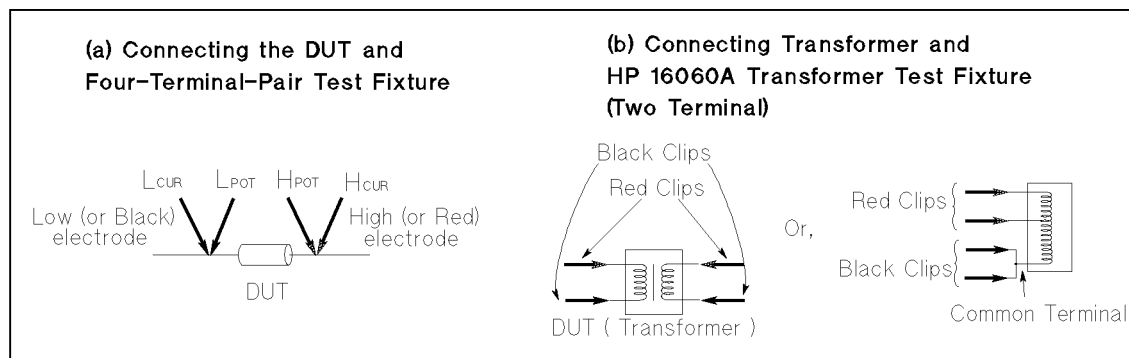 (a) Connecting the DUT and
Four-Terminal-Pair Test Fixture
LCUR LPOT HPOT HCUR
Low (or Black)
electrode
High (or Red)
electrode
DUT
(b) Connecting Transformer and
HP 16060A Transformer Test Fixture
(Two Terminal)
Black Clips
Red Clips
DUT ( Transformer )
Or,
Red Clips
Black Clips
Common Terminal